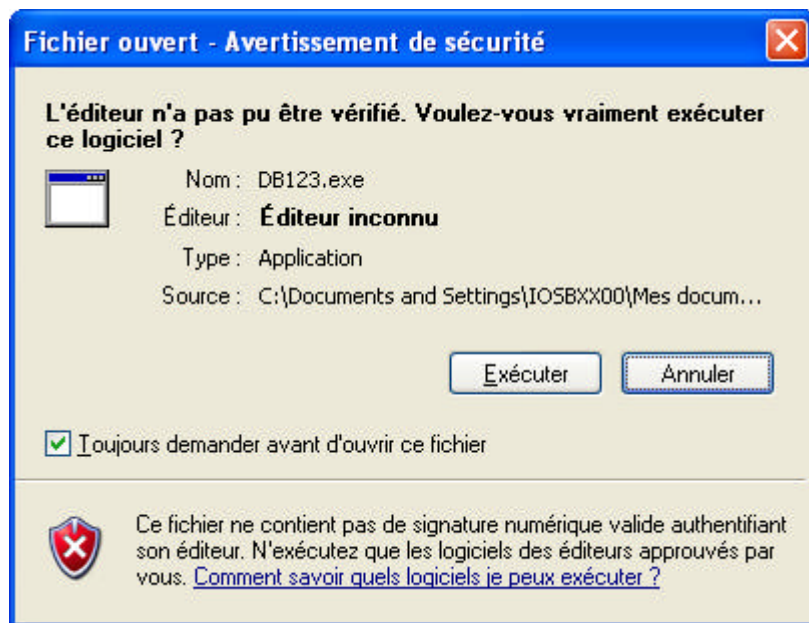 Fichier ouvert - Avertissement de sécurité
L'éditeur n'a pas pu être vérifié. Voulez-vous vraiment exécuter
ce logiciel ?
Nom : DB123.exe
Éditeur : Éditeur inconnu
Type : Application
Source : C:\Documents and Settings\IOSBXX00\Mes docum...
Exécuter Annuler
Toujours demander avant d'ouvrir ce fichier
Ce fichier ne contient pas de signature numérique valide authentifiant
son éditeur. N'exécutez que les logiciels des éditeurs approuvés par
vous. Comment savoir quels logiciels je peux exécuter ?